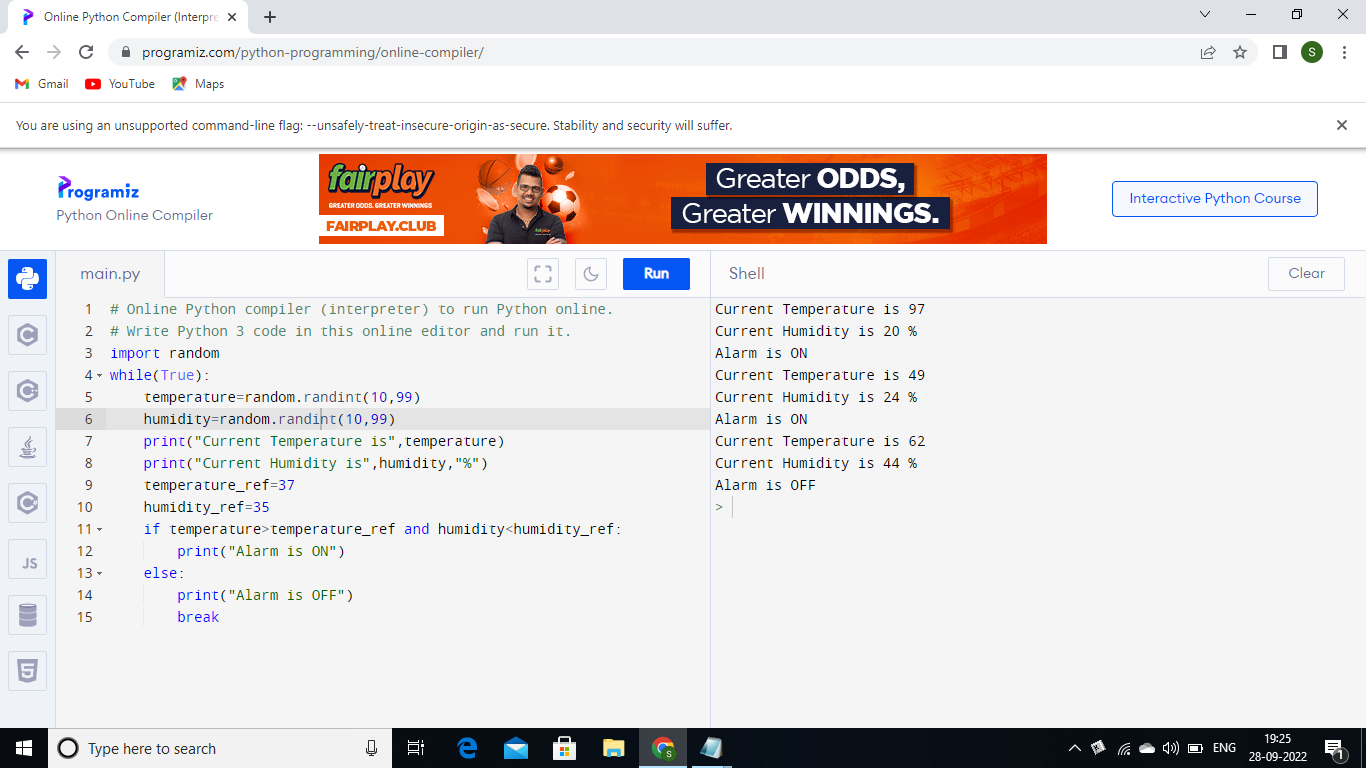 Online Python Compiler (Interpre
programiz.com/python-programming/online-compiler/
S
Gmail
YouTube
Maps
You are using an unsupported command-line flag: --unsafely-treat-insecure-origin-as-secure. Stability and security will suffer.
Programiz
Python Online Compiler
fairplay
GREATER ODDS. GREATER WINNINGS
FAIRPLAY.CLUB
fairplay
Greater ODDS,
Greater WINNINGS.
Interactive Python Course
main.py
Run
Shell
Clear
1 # Online Python compiler (interpreter) to run Python online.
2 # Write Python 3 code in this online editor and run it.
3 import random
4 while(True):
5 temperature=random.randint(10,99)
6 humidity=random.randint(10,99)
7 print("Current Temperature is",temperature)
8 print("Current Humidity is",humidity,"%")
9 temperature_ref=37
10 humidity_ref=35
11 if temperature>temperature_ref and humidity<humidity_ref:
12 print("Alarm is ON")
13 else:
14 print("Alarm is OFF")
15 break
Current Temperature is 97
Current Humidity is 20 %
Alarm is ON
Current Temperature is 49
Current Humidity is 24 %
Alarm is ON
Current Temperature is 62
Current Humidity is 44 %
Alarm is OFF
>
JS
5
Type here to search
S
ENG
19:25
28-09-2022
1